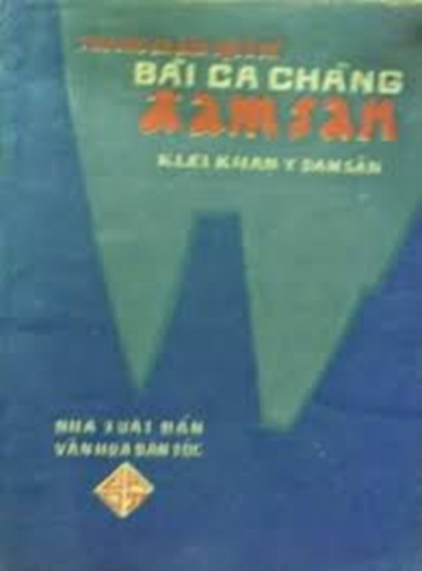 BÀI CA CHÀNG
ĐAM SAN
KLEI KHAN Y DAM SĂN
NHÀ XUẤT BẢN
VĂN HÓA DÂN TỘC